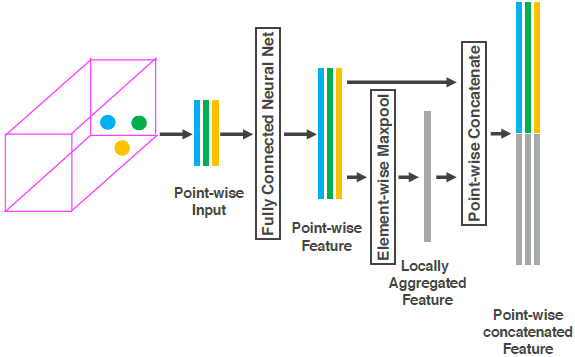 Point-wise
Input
Fully Connected Neural Net
Point-wise
Feature
Element-wise Maxpool
Locally
Aggregated
Feature
Point-wise Concatenate
Point-wise
concatenated
Feature